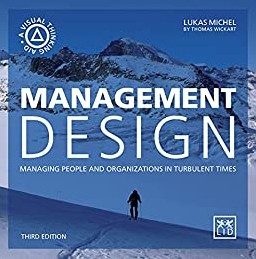 A VISUAL THINKING AID
LUKAS MICHEL
BY THOMAS WICKART
MANAGEMENT
DESIGN
MANAGING PEOPLE AND ORGANIZATIONS IN TURBULENT TIMES
THIRD EDITION
LID